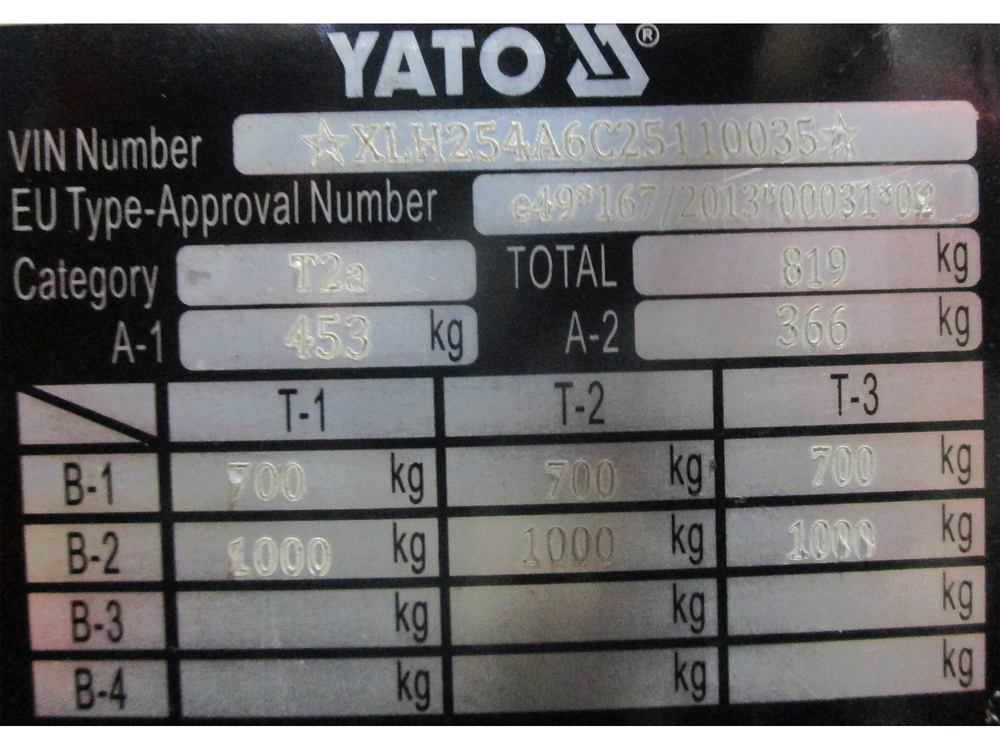 YATO ®
VIN Number ☆XLH254A6C25110035☆
EU Type-Approval Number e49*167/2013*00031*02
Category T2a TOTAL 819 kg
A-1 453 kg A-2 366 kg
T-1 T-2 T-3
B-1 700 kg 700 kg 700 kg
B-2 1000 kg 1000 kg 1000 kg
B-3 kg kg kg
B-4 kg kg kg